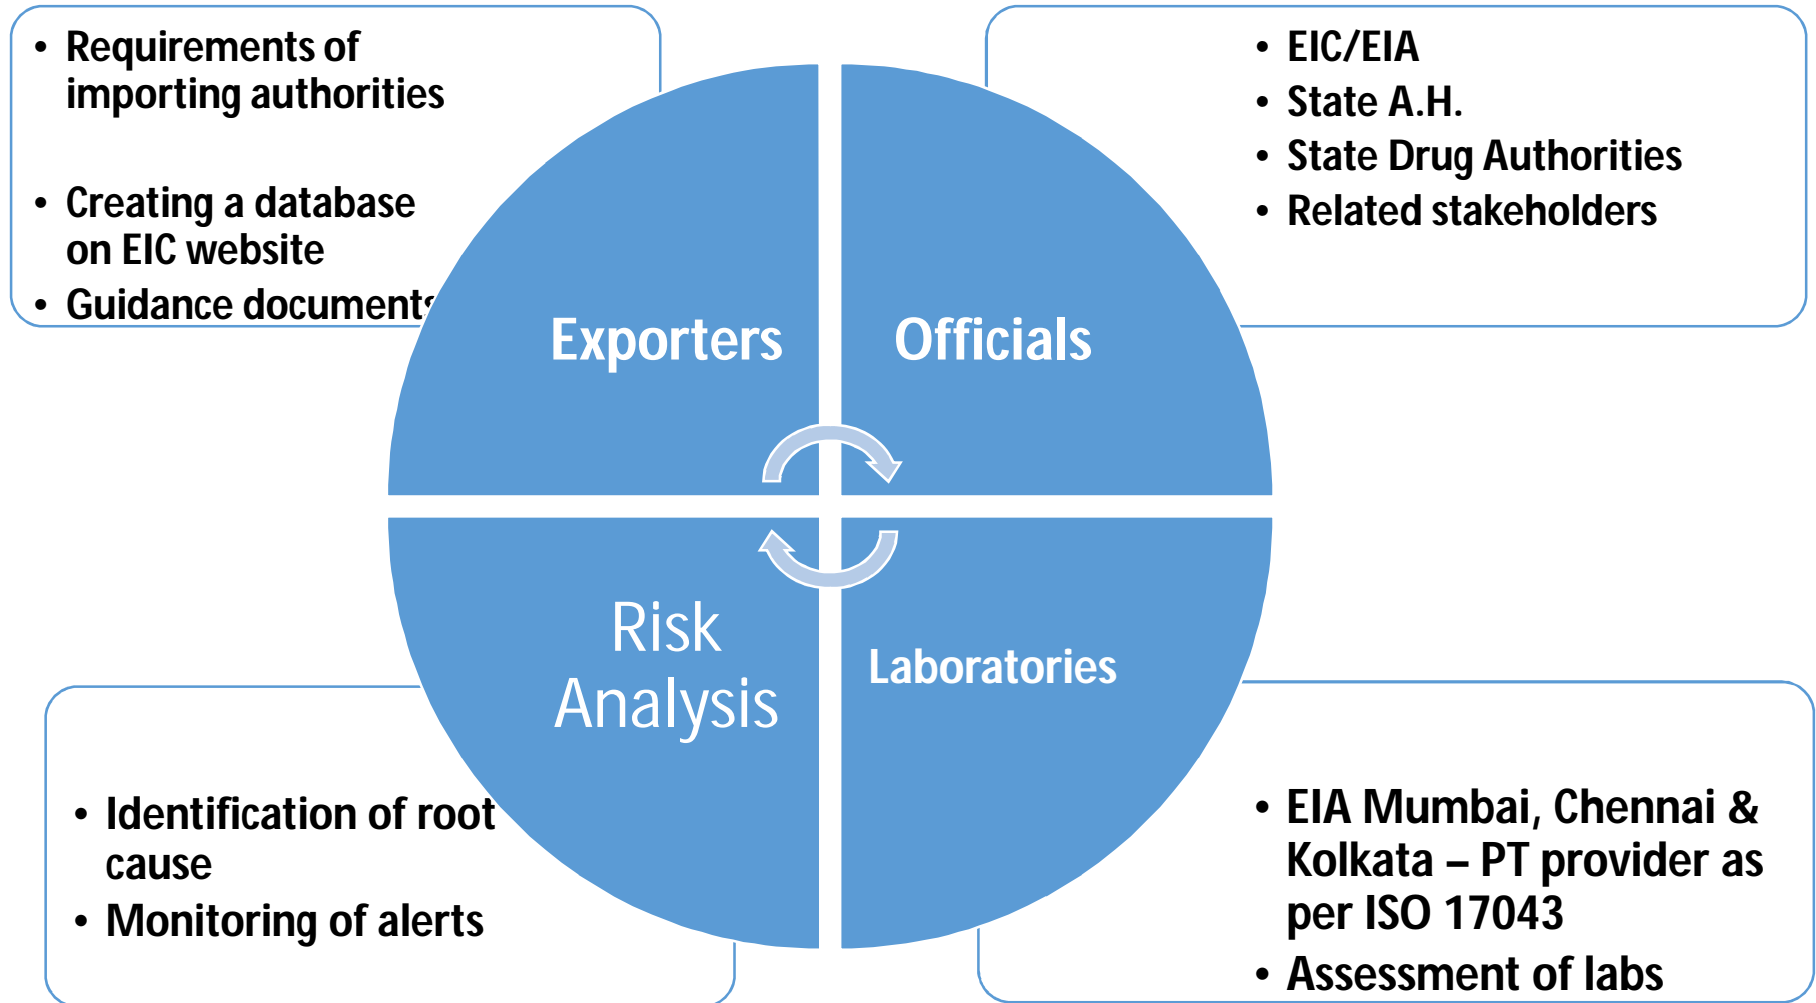 • Requirements of
importing authorities
• Creating a database
on EIC website
• Guidance documents
• EIC/EIA
• State A.H.
• State Drug Authorities
• Related stakeholders
Exporters
Officials
Risk
Analysis
Laboratories
• Identification of root
cause
• Monitoring of alerts
• EIA Mumbai, Chennai &
Kolkata – PT provider as
per ISO 17043
• Assessment of labs